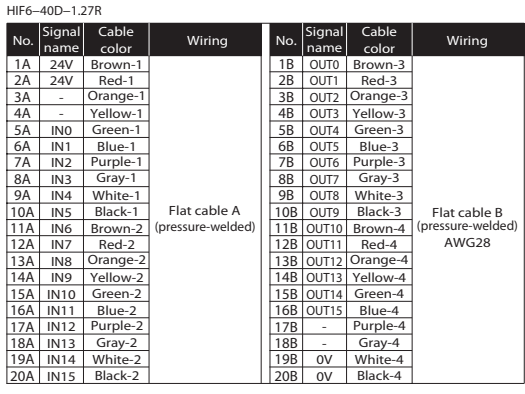 HIF6–40D–1.27R
No. Signal name Cable color Wiring No. Signal name Cable color Wiring
1A 24V Brown-1 1B OUT0 Brown-3
2A 24V Red-1 2B OUT1 Red-3
3A - Orange-1 3B OUT2 Orange-3
4A - Yellow-1 4B OUT3 Yellow-3
5A IN0 Green-1 5B OUT4 Green-3
6A IN1 Blue-1 6B OUT5 Blue-3
7A IN2 Purple-1 7B OUT6 Purple-3
8A IN3 Gray-1 8B OUT7 Gray-3
9A IN4 White-1 9B OUT8 White-3
10A IN5 Black-1 Flat cable A 10B OUT9 Black-3 Flat cable B
11A IN6 Brown-2 (pressure-welded) 11B OUT10 Brown-4 (pressure-welded)
12A IN7 Red-2 12B OUT11 Red-4 AWG28
13A IN8 Orange-2 13B OUT12 Orange-4
14A IN9 Yellow-2 14B OUT13 Yellow-4
15A IN10 Green-2 15B OUT14 Green-4
16A IN11 Blue-2 16B OUT15 Blue-4
17A IN12 Purple-2 17B - Purple-4
18A IN13 Gray-2 18B - Gray-4
19A IN14 White-2 19B 0V White-4
20A IN15 Black-2 20B 0V Black-4